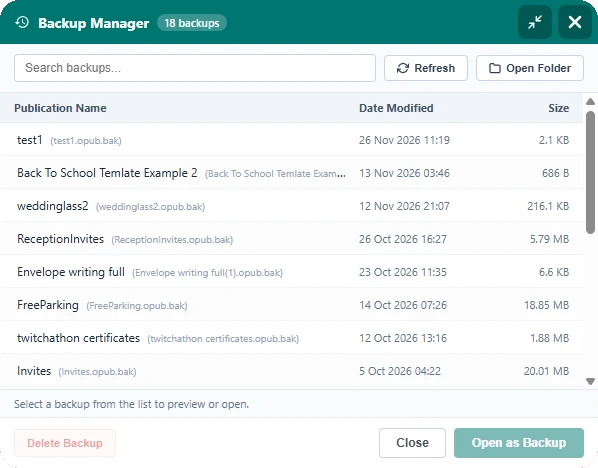 Backup Manager 18 backups
Search backups... Refresh Open Folder
Publication Name Date Modified Size
test1 (test1.opub.bak) 26 Nov 2026 11:19 2.1 KB
Back To School Temlate Example 2 (Back To School Temlate Exam... 13 Nov 2026 03:46 686 B
weddinglass2 (weddinglass2.opub.bak) 12 Nov 2026 21:07 216.1 KB
ReceptionInvites (ReceptionInvites.opub.bak) 26 Oct 2026 16:27 5.79 MB
Envelope writing full (Envelope writing full(1).opub.bak) 23 Oct 2026 11:35 6.6 KB
FreeParking (FreeParking.opub.bak) 14 Oct 2026 07:26 18.85 MB
twitchathon certificates (twitchathon certificates.opub.bak) 12 Oct 2026 13:16 1.88 MB
Invites (Invites.opub.bak) 5 Oct 2026 04:22 20.01 MB
Select a backup from the list to preview or open.
Delete Backup Close Open as Backup